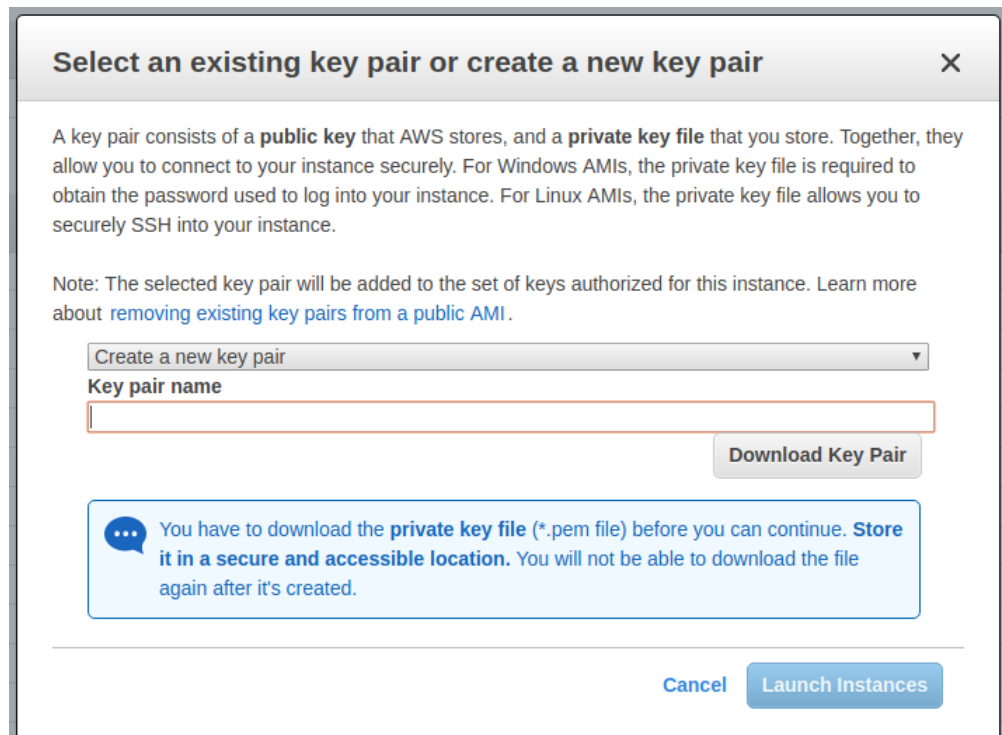 Select an existing key pair or create a new key pair
A key pair consists of a public key that AWS stores, and a private key file that you store. Together, they
allow you to connect to your instance securely. For Windows AMIs, the private key file is required to
obtain the password used to log into your instance. For Linux AMIs, the private key file allows you to
securely SSH into your instance.
Note: The selected key pair will be added to the set of keys authorized for this instance. Learn more
about removing existing key pairs from a public AMI.
Create a new key pair
Key pair name
Download Key Pair
You have to download the private key file (*.pem file) before you can continue. Store
it in a secure and accessible location. You will not be able to download the file
again after it's created.
Cancel Launch Instances